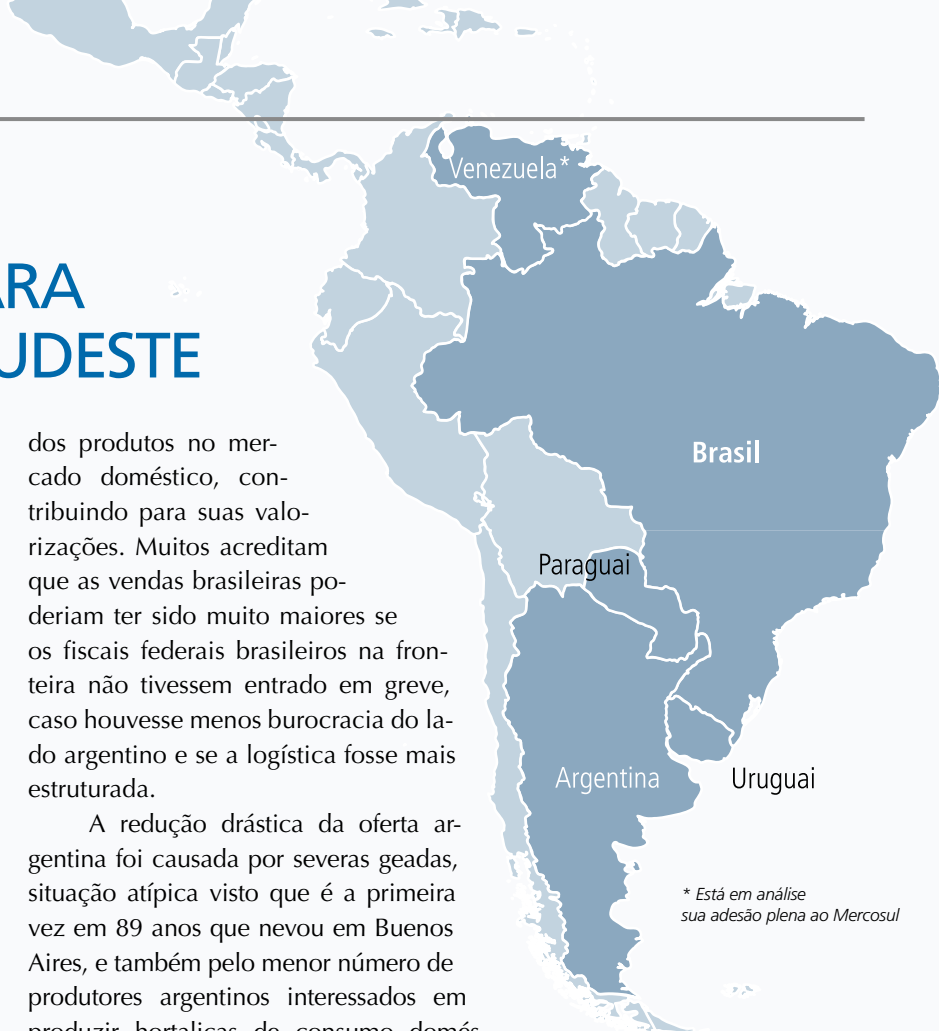 ARA
UDESTE
dos produtos no mer-
cado doméstico, con-
tribuindo para suas valo-
rizações. Muitos acreditam
que as vendas brasileiras po-
deriam ter sido muito maiores se
os fiscais federais brasileiros na fron-
teira não tivessem entrado em greve,
caso houvesse menos burocracia do la-
do argentino e se a logística fosse mais
estruturada.
A redução drástica da oferta ar-
gentina foi causada por severas geadas,
situação atípica visto que é a primeira
vez em 89 anos que nevou em Buenos
Aires, e também pelo menor número de
produtores argentinos interessados em
produzir hortaliças de consumo domés
Venezuela*
Brasil
Paraguai
Argentina
Uruguai
* Está em análise
sua adesão plena ao Mercosul